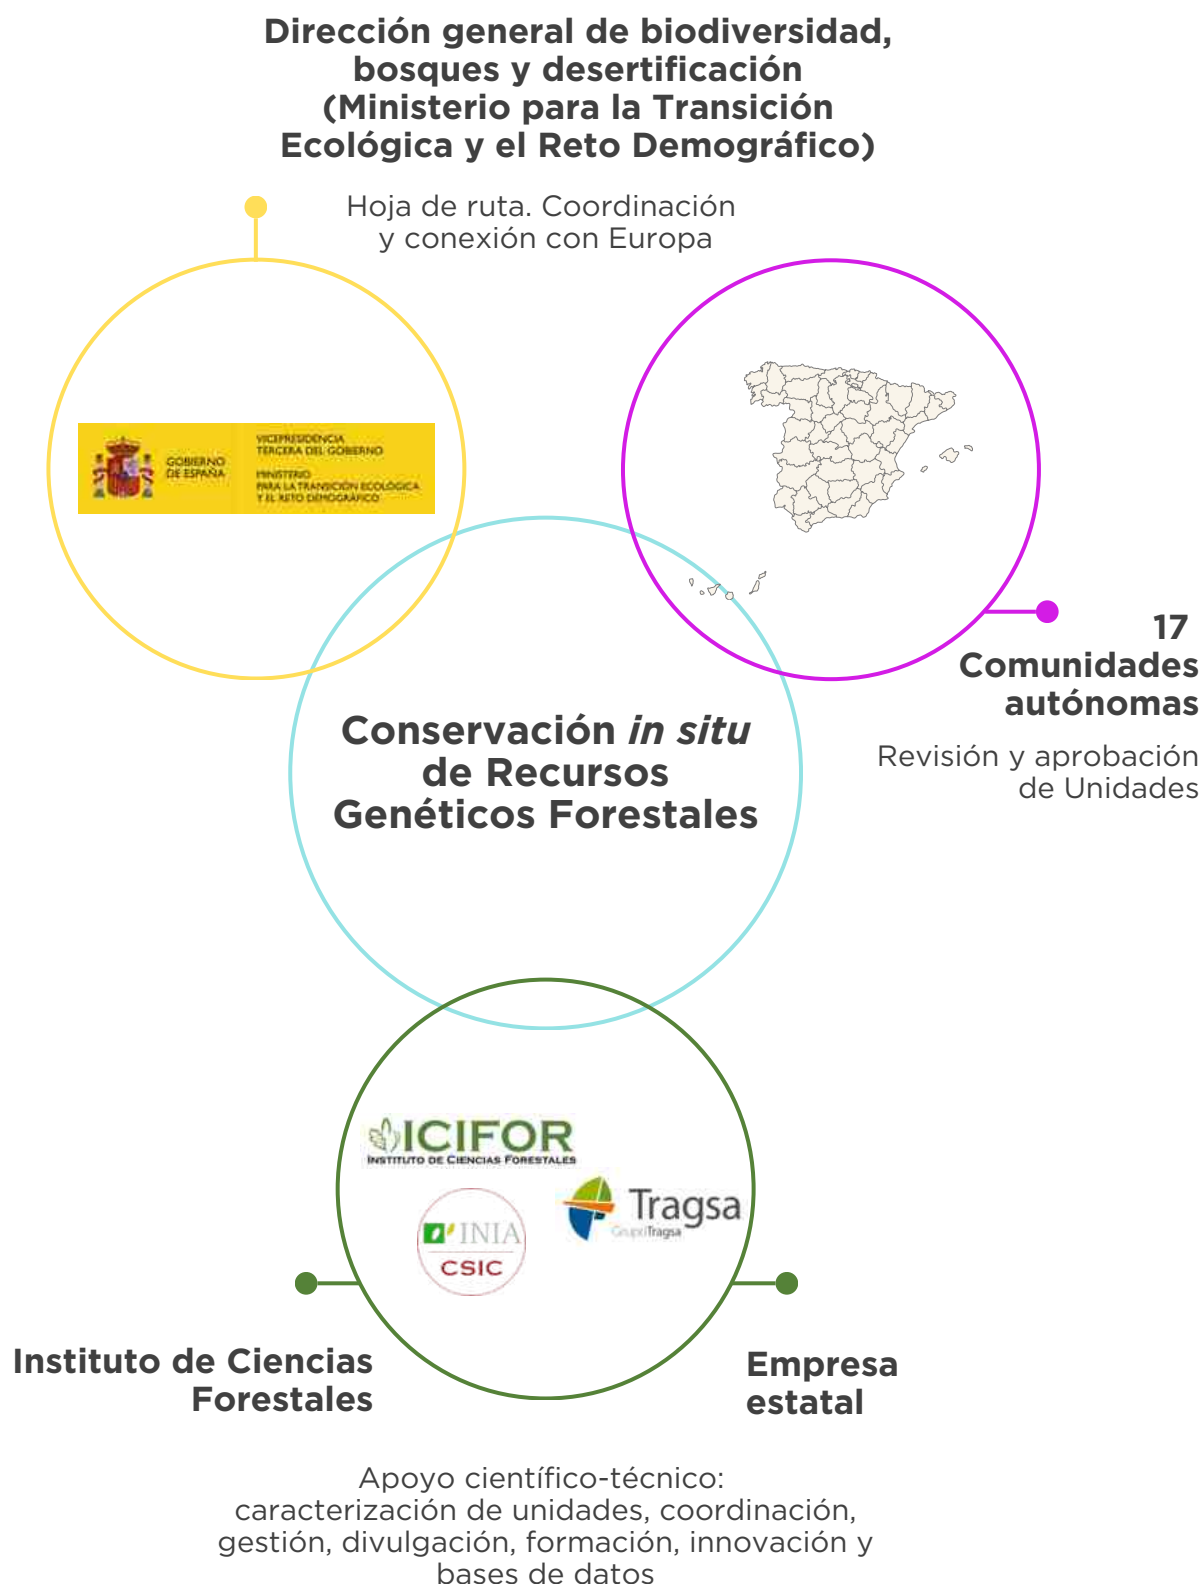 Dirección general de biodiversidad,
bosques y desertificación
(Ministerio para la Transición
Ecológica y el Reto Demográfico)
Hoja de ruta. Coordinación
y conexión con Europa
GOBIERNO
DE ESPAÑA
VICEPRESIDENCIA
TERCERA DEL GOBIERNO
MINISTERIO
PARA LA TRANSICIÓN ECOLÓGICA
Y EL RETO DEMOGRÁFICO
17
Comunidades
autónomas
Revisión y aprobación
de Unidades
Conservación in situ
de Recursos
Genéticos Forestales
ICIFOR
INSTITUTO DE CIENCIAS FORESTALES
INIA
CSIC
Tragsa
Grupo Tragsa
Instituto de Ciencias
Forestales
Empresa
estatal
Apoyo científico-técnico:
caracterización de unidades, coordinación,
gestión, divulgación, formación, innovación y
bases de datos